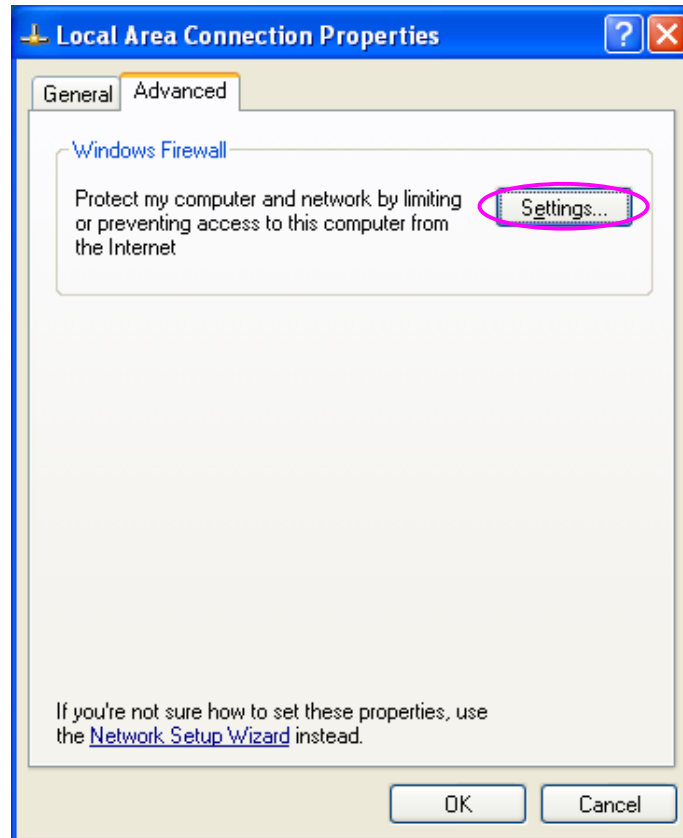 Local Area Connection Properties
General
Advanced
Windows Firewall
Protect my computer and network by limiting
or preventing access to this computer from
the Internet
Settings...
If you're not sure how to set these properties, use
the Network Setup Wizard instead.
OK
Cancel